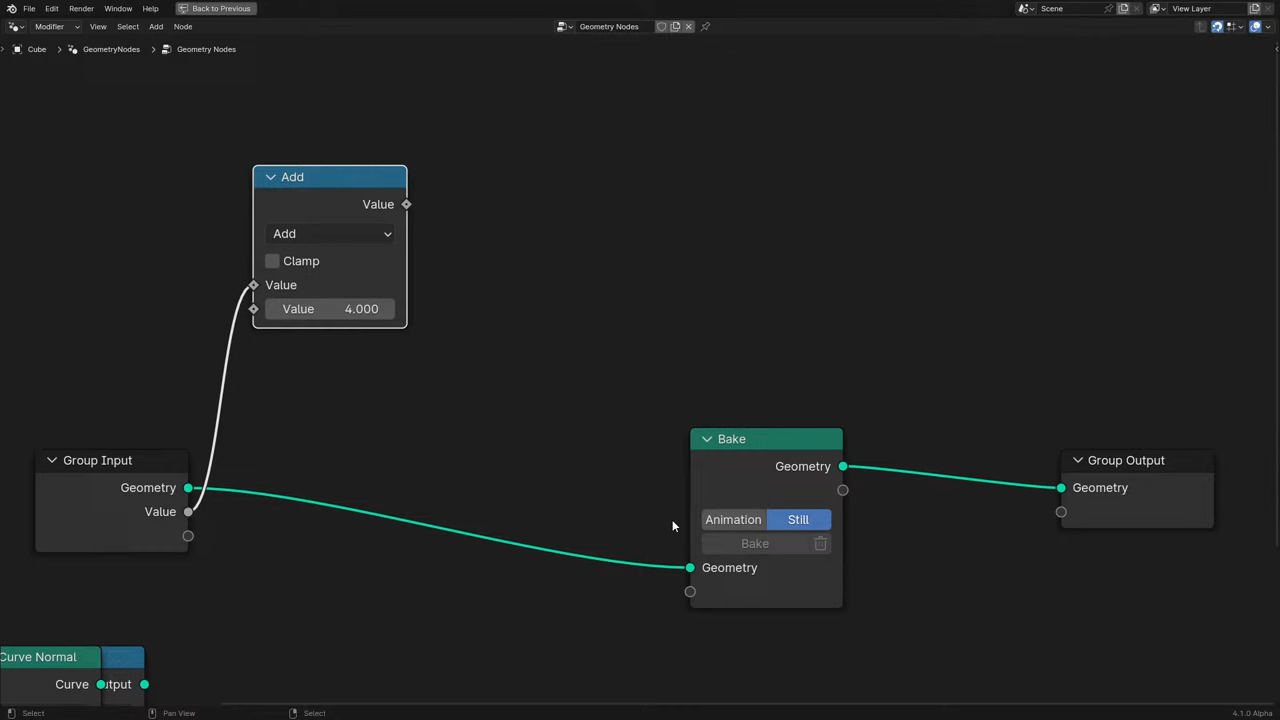 File Edit Render Window Help Back to Previous Scene View Layer
Modifier View Select Add Node Geometry Nodes
Cube GeometryNodes Geometry Nodes
Add
Value
Add
Clamp
Value
Value 4.000
Group Input
Geometry
Value
Bake
Geometry
Animation Still
Bake
Geometry
Group Output
Geometry
Curve Normal
Curve utput
Select Pan View Select 4.1.0 Alpha